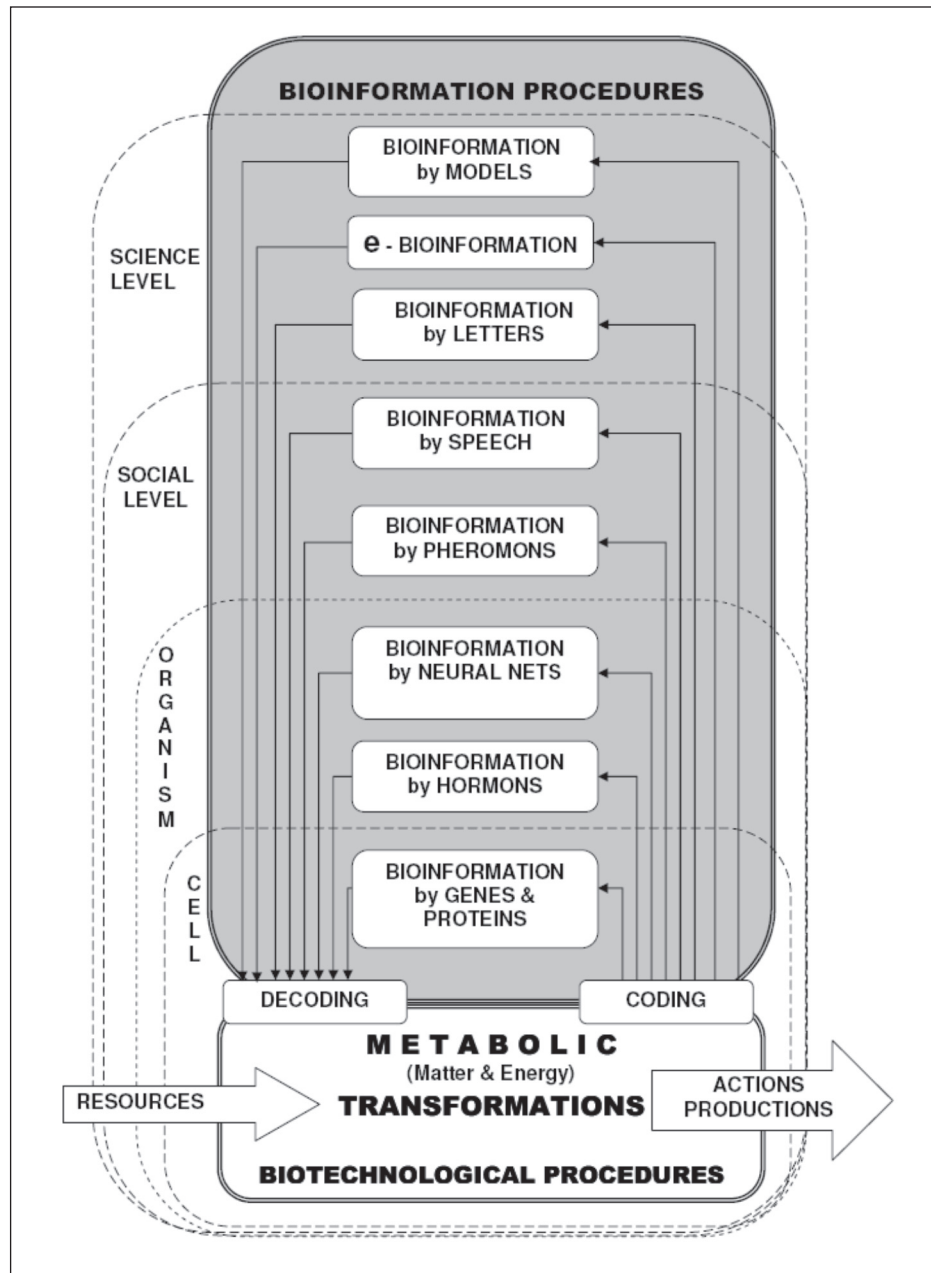 BIOINFORMATION PROCEDURES
BIOINFORMATION
by MODELS
e - BIOINFORMATION
SCIENCE
LEVEL
BIOINFORMATION
by LETTERS
BIOINFORMATION
by SPEECH
SOCIAL
LEVEL
BIOINFORMATION
by PHEROMONS
ORGANISM
BIOINFORMATION
by NEURAL NETS
BIOINFORMATION
by HORMONS
CELL
BIOINFORMATION
by GENES &
PROTEINS
DECODING
CODING
METABOLIC
(Matter & Energy)
TRANSFORMATIONS
RESOURCES
ACTIONS
PRODUCTIONS
BIOTECHNOLOGICAL PROCEDURES